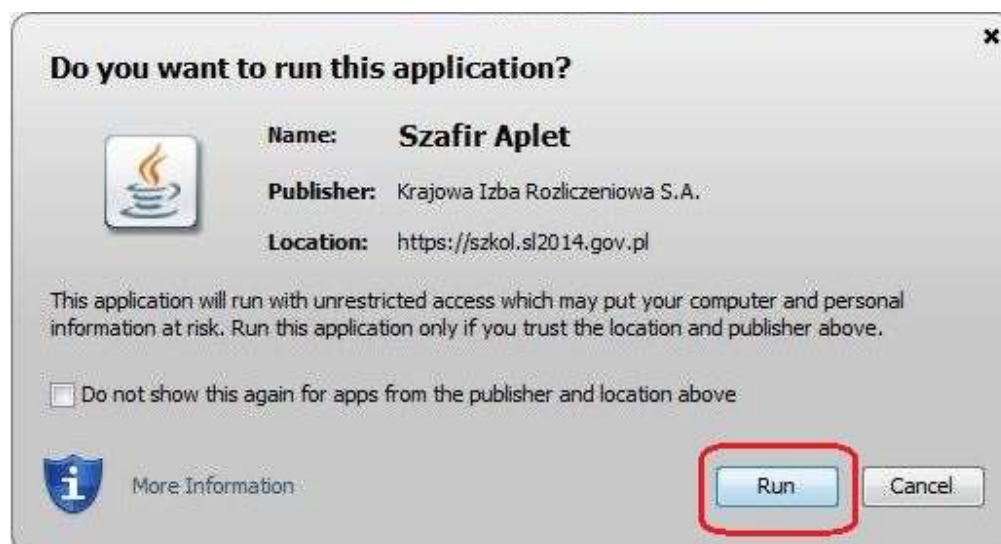 Do you want to run this application?
Name: Szafir Aplet
Publisher: Krajowa Izba Rozliczeniowa S.A.
Location: https://szkol.sl2014.gov.pl
This application will run with unrestricted access which may put your computer and personal
information at risk. Run this application only if you trust the location and publisher above.
Do not show this again for apps from the publisher and location above
More Information
Run Cancel